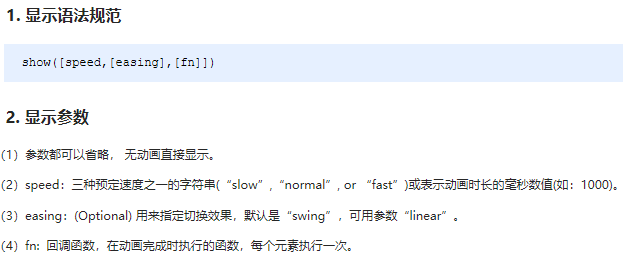 1. 显示语法规范
show([speed,[easing],[fn]])
2. 显示参数
（1）参数都可以省略， 无动画直接显示。
（2）speed：三种预定速度之一的字符串(“slow”,“normal”, or “fast”)或表示动画时长的毫秒数值(如：1000)。
（3）easing：(Optional) 用来指定切换效果，默认是“swing”，可用参数“linear”。
（4）fn: 回调函数，在动画完成时执行的函数，每个元素执行一次。